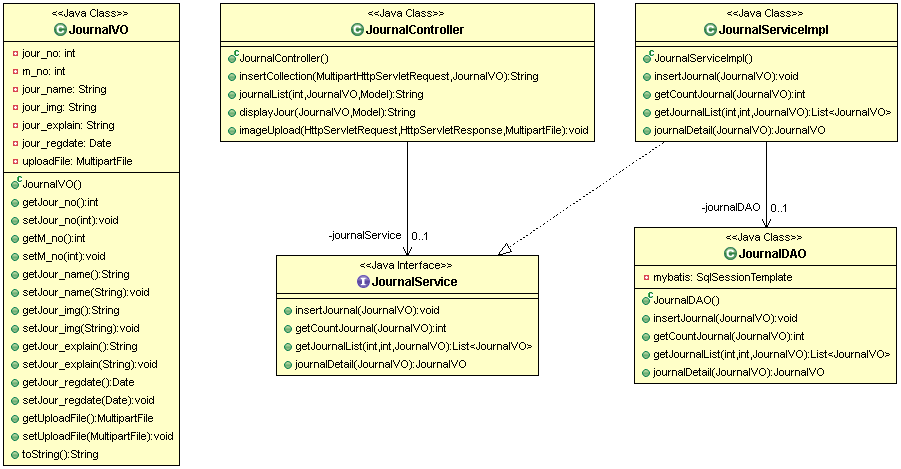 <<Java Class>>
JournalVO
jour_no: int
m_no: int
jour_name: String
jour_img: String
jour_explain: String
jour_regdate: Date
uploadFile: MultipartFile
JournalVO()
getJour_no():int
setJour_no(int):void
getM_no():int
setM_no(int):void
getJour_name():String
setJour_name(String):void
getJour_img():String
setJour_img(String):void
getJour_explain():String
setJour_explain(String):void
getJour_regdate():Date
setJour_regdate(Date):void
getUploadFile():MultipartFile
setUploadFile(MultipartFile):void
toString():String
<<Java Class>>
JournalController
JournalController()
insertCollection(MultipartHttpServletRequest,JournalVO):String
journalList(int,JournalVO,Model):String
displayJour(JournalVO,Model):String
imageUpload(HttpServletRequest,HttpServletResponse,MultipartFile):void
<<Java Class>>
JournalServiceImpl
JournalServiceImpl()
insertJournal(JournalVO):void
getCountJournal(JournalVO):int
getJournalList(int,int,JournalVO):List<JournalVO>
journalDetail(JournalVO):JournalVO
-journalService 0..1
-journalDAO 0..1
<<Java Interface>>
JournalService
insertJournal(JournalVO):void
getCountJournal(JournalVO):int
getJournalList(int,int,JournalVO):List<JournalVO>
journalDetail(JournalVO):JournalVO
<<Java Class>>
JournalDAO
mybatis: SqlSessionTemplate
JournalDAO()
insertJournal(JournalVO):void
getCountJournal(JournalVO):int
getJournalList(int,int,JournalVO):List<JournalVO>
journalDetail(JournalVO):JournalVO